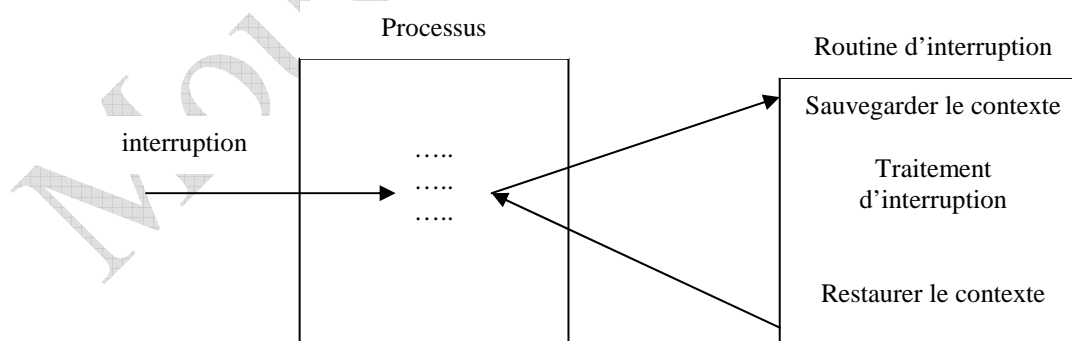 Processus
Routine d’interruption
interruption
Sauvegarder le contexte
…..
…..
…..
Traitement
d’interruption
Restaurer le contexte